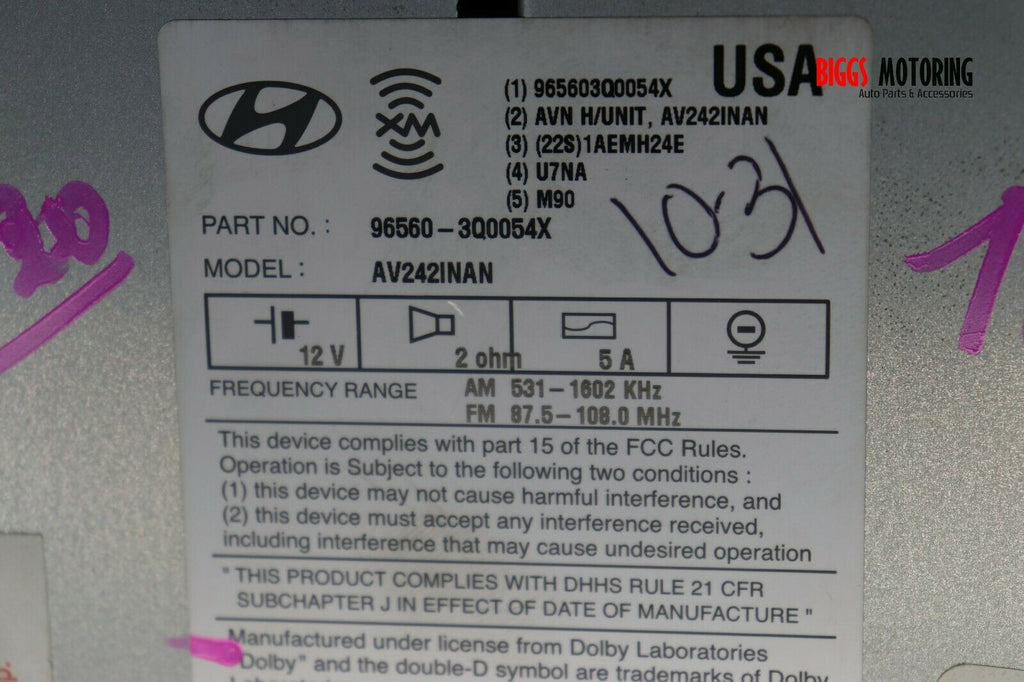 USA
BIGGS MOTORING
Auto Parts & Accessories
XM
(1) 965603Q0054X
(2) AVN H/UNIT, AV242INAN
(3) (22S)1AEMH24E
(4) U7NA
(5) M90
10-31
PART NO. : 96560-3Q0054X
MODEL : AV242INAN
12 V 2 ohm 5 A
FREQUENCY RANGE AM 531-1602 KHz
FM 87.5-108.0 MHz
This device complies with part 15 of the FCC Rules.
Operation is Subject to the following two conditions :
(1) this device may not cause harmful interference, and
(2) this device must accept any interference received,
including interference that may cause undesired operation
" THIS PRODUCT COMPLIES WITH DHHS RULE 21 CFR
SUBCHAPTER J IN EFFECT OF DATE OF MANUFACTURE "
Manufactured under license from Dolby Laboratories
"Dolby" and the double-D symbol are trademarks of Dolby